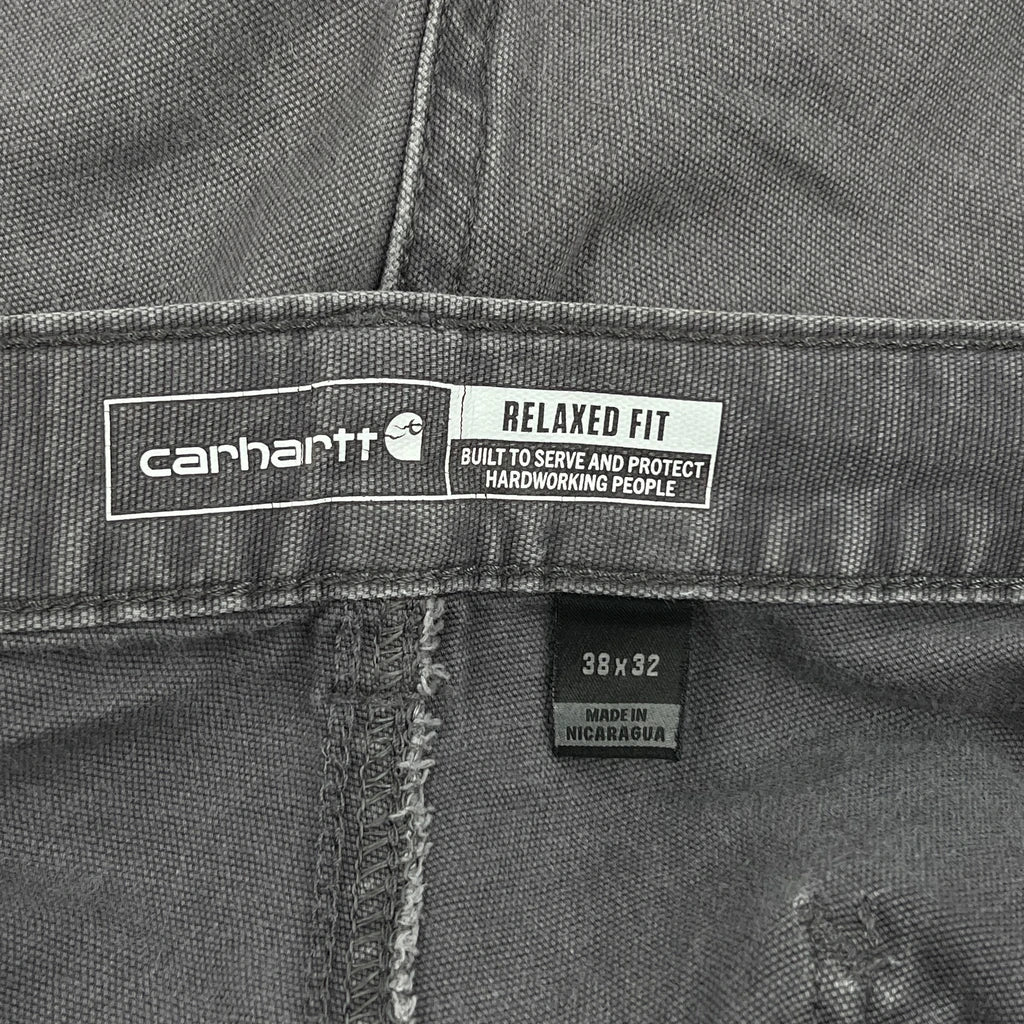 carhartt
RELAXED FIT
BUILT TO SERVE AND PROTECT
HARDWORKING PEOPLE
38 x 32
MADE IN
NICARAGUA